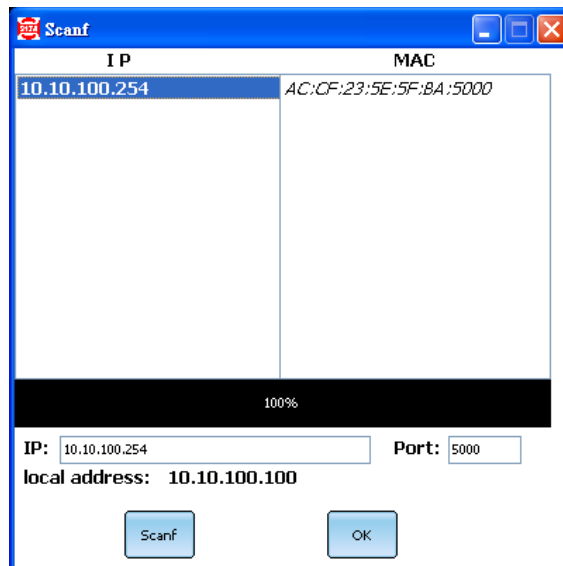 Scanf
I P MAC
10.10.100.254 AC:CF:23:5E:5F:BA:5000
100%
IP: 10.10.100.254 Port: 5000
local address: 10.10.100.100
Scanf OK